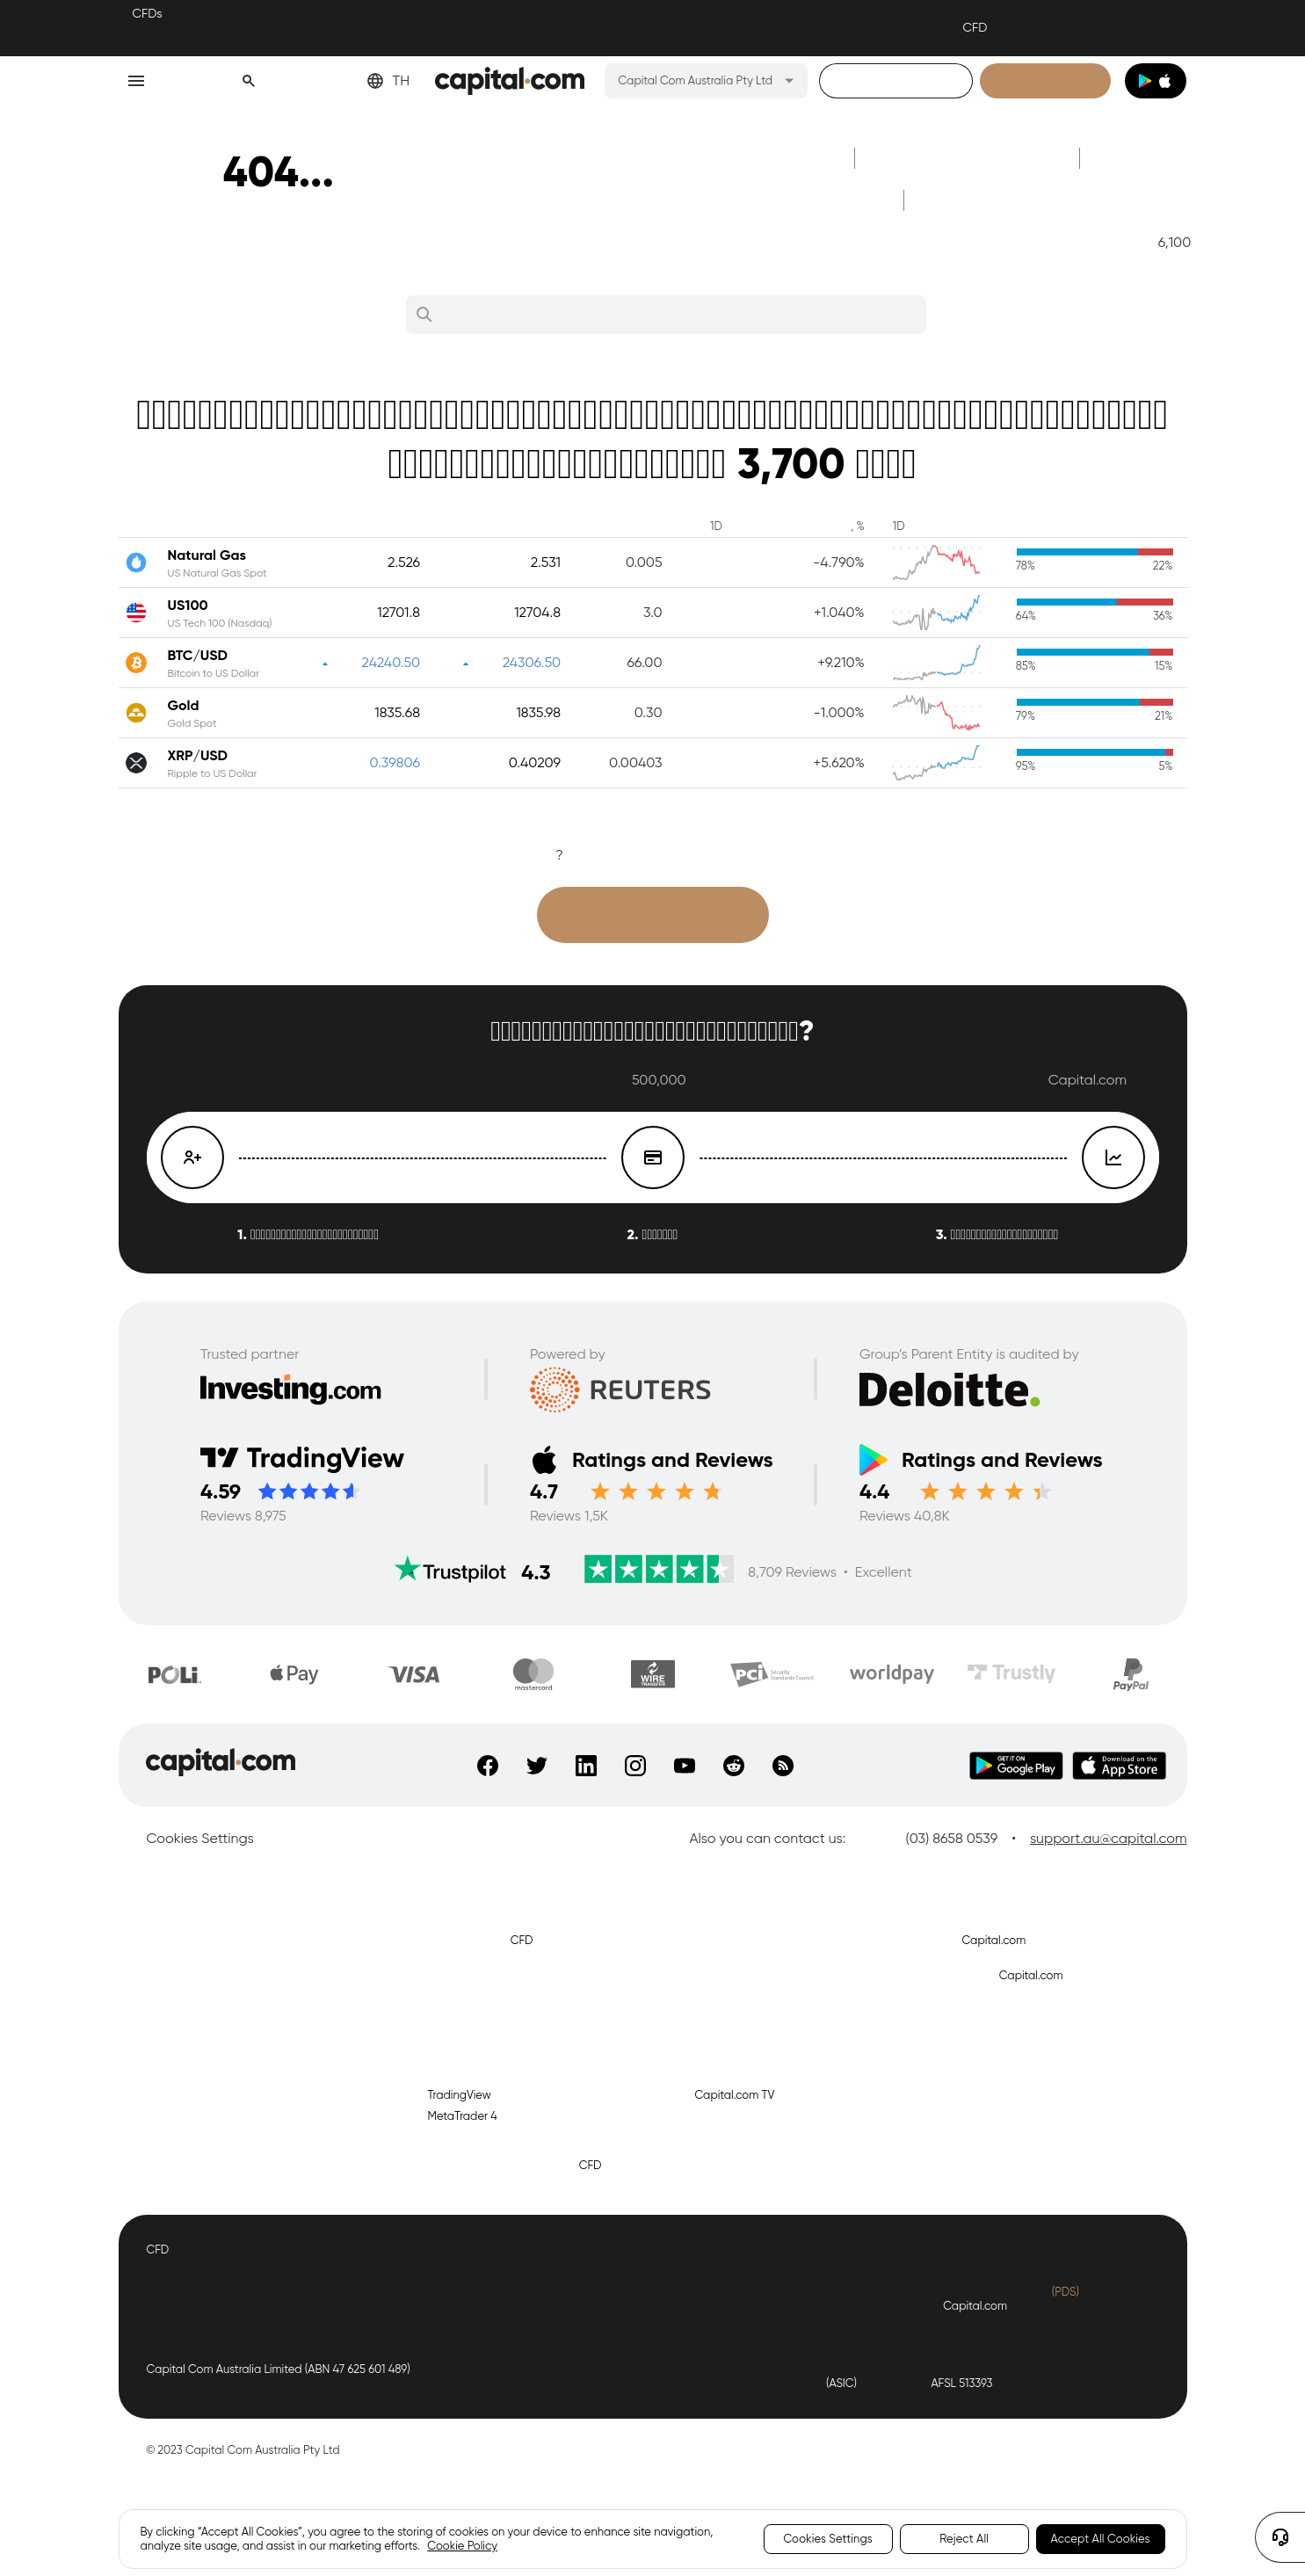 CFDs
CFD
TH
capital.com
Capital Com Australia Pty Ltd
404...
6,100
3,700
1D
, %
1D
Natural Gas
US Natural Gas Spot
2.526
2.531
0.005
-4.790%
78%
22%
US100
US Tech 100 (Nasdaq)
12701.8
12704.8
3.0
+1.040%
64%
36%
BTC/USD
Bitcoin to US Dollar
24240.50
24306.50
66.00
+9.210%
85%
15%
Gold
Gold Spot
1835.68
1835.98
0.30
-1.000%
79%
21%
XRP/USD
Ripple to US Dollar
0.39806
0.40209
0.00403
+5.620%
95%
5%
?
?
500,000
Capital.com
1.
2.
3.
Trusted partner
Investing.com
Powered by
REUTERS
Group's Parent Entity is audited by
Deloitte.
TradingView
4.59
Reviews 8,975
Ratings and Reviews
4.7
Reviews 1,5K
Ratings and Reviews
4.4
Reviews 40,8K
Trustpilot 4.3
8,709 Reviews • Excellent
POLi
Pay
VISA
mastercard
WIRE TRANSFER
PCI Security Standards Council
worldpay
Trustly
PayPal
capital.com
GET IT ON Google Play
Download on the App Store
Cookies Settings
Also you can contact us:
(03) 8658 0539 • support.au@capital.com
CFD
Capital.com
Capital.com
TradingView
Capital.com TV
MetaTrader 4
CFD
CFD
(PDS)
Capital.com
Capital Com Australia Limited (ABN 47 625 601 489)
(ASIC)
AFSL 513393
© 2023 Capital Com Australia Pty Ltd
By clicking “Accept All Cookies”, you agree to the storing of cookies on your device to enhance site navigation,
analyze site usage, and assist in our marketing efforts. Cookie Policy
Cookies Settings
Reject All
Accept All Cookies